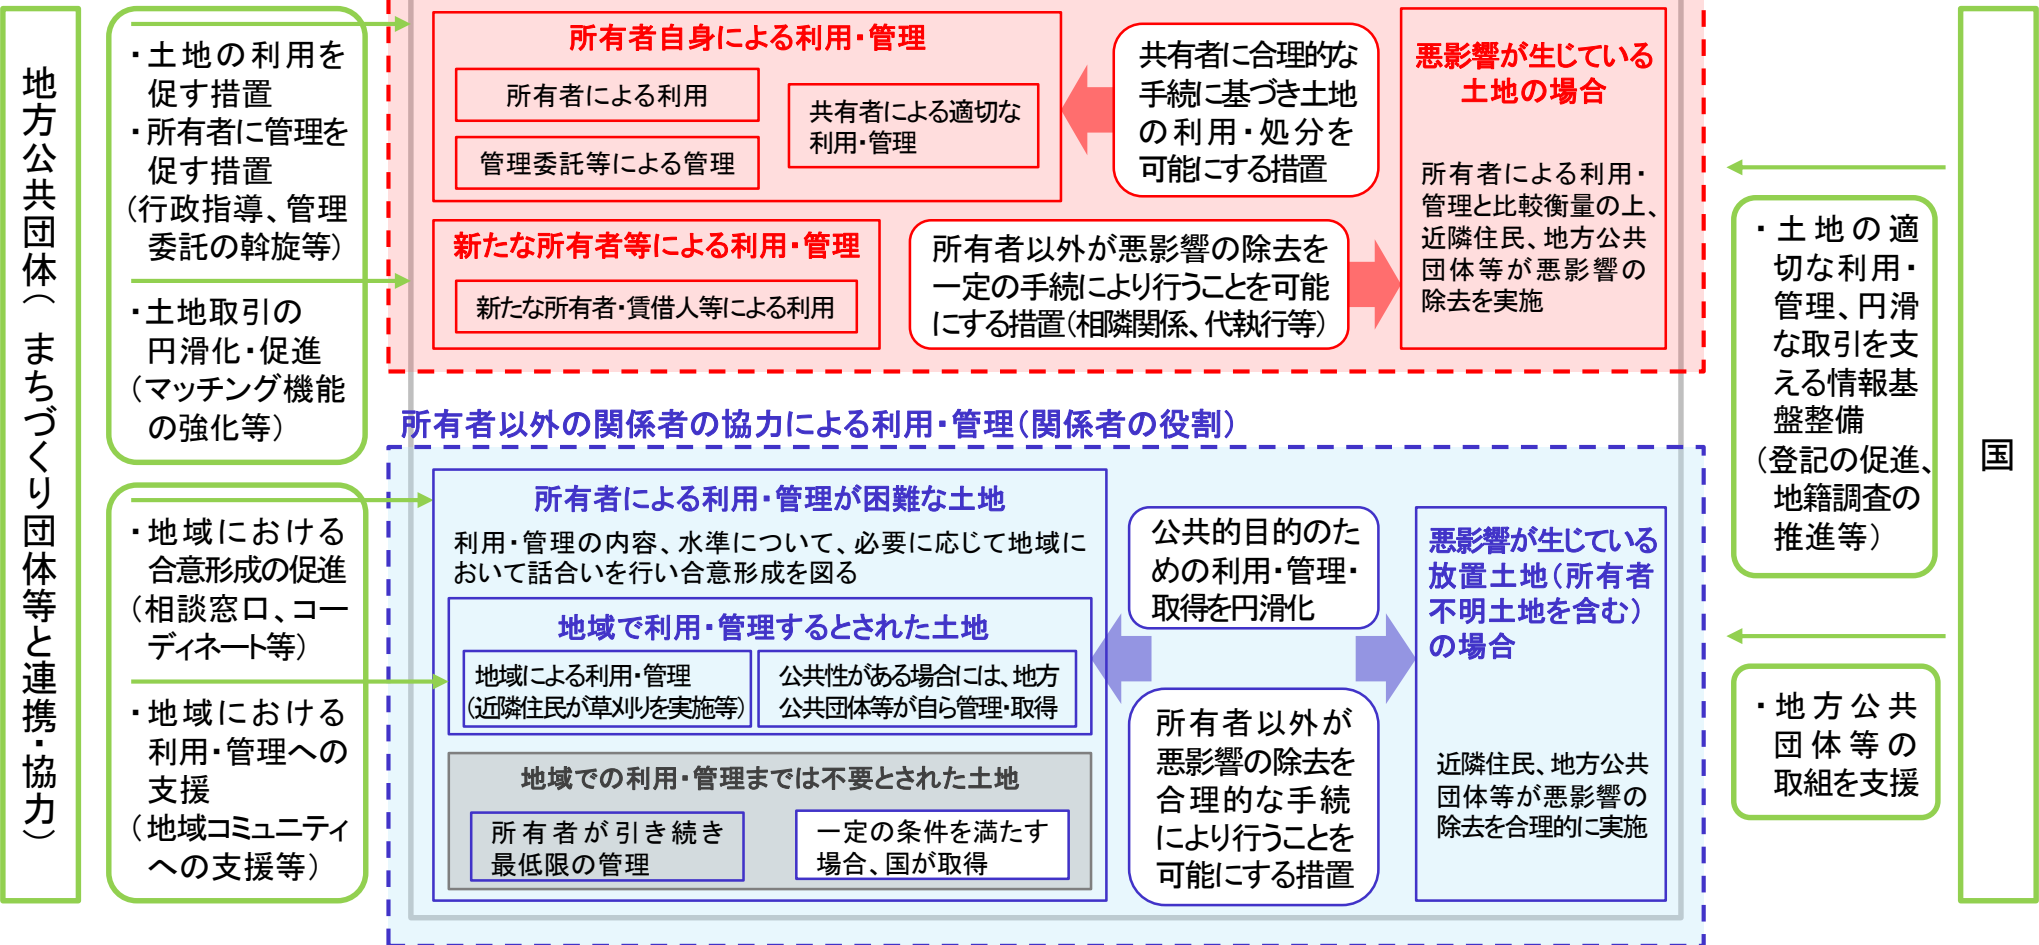 地方公共団体（まちづくり団体等と連携・協力）
・土地の利用を
促す措置
・所有者に管理を
促す措置
（行政指導、管理
委託の斡旋等）
・土地取引の
円滑化・促進
（マッチング機能
の強化等）
・地域における
合意形成の促進
（相談窓口、コー
ディネート等）
・地域における
利用・管理への
支援
（地域コミュニティ
への支援等）
所有者自身による利用・管理
所有者による利用
管理委託等による管理
共有者による適切な
利用・管理
共有者に合理的な
手続に基づき土地
の利用・処分を
可能にする措置
新たな所有者等による利用・管理
新たな所有者・賃借人等による利用
所有者以外が悪影響の除去を
一定の手続により行うことを可能
にする措置（相隣関係、代執行等）
悪影響が生じている
土地の場合
所有者による利用・
管理と比較衡量の上、
近隣住民、地方公共
団体等が悪影響の
除去を実施
所有者以外の関係者の協力による利用・管理（関係者の役割）
所有者による利用・管理が困難な土地
利用・管理の内容、水準について、必要に応じて地域に
おいて話合いを行い合意形成を図る
地域で利用・管理するとされた土地
地域による利用・管理
（近隣住民が草刈りを実施等）
公共性がある場合には、地方
公共団体等が自ら管理・取得
地域での利用・管理までは不要とされた土地
所有者が引き続き
最低限の管理
一定の条件を満たす
場合、国が取得
公共的目的のた
めの利用・管理・
取得を円滑化
所有者以外が
悪影響の除去を
合理的な手続
により行うことを
可能にする措置
悪影響が生じている
放置土地（所有者
不明土地を含む）
の場合
近隣住民、地方公共
団体等が悪影響の
除去を合理的に実施
・土地の適
切な利用・
管理、円滑
な取引を支
える情報基
盤整備
（登記の促進、
地籍調査の
推進等）
・地方公共
団体等の
取組を支援
国